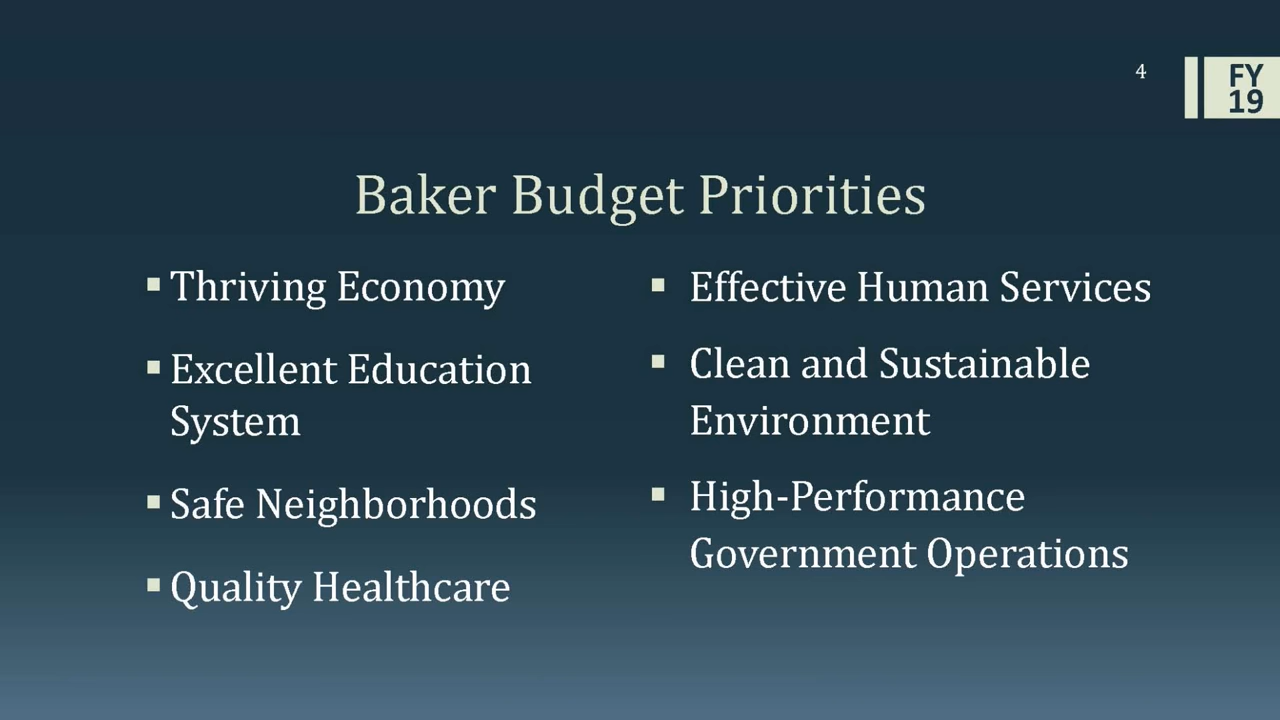 4
FY
19
Baker Budget Priorities
▪ Thriving Economy
▪ Excellent Education
System
▪ Safe Neighborhoods
▪ Quality Healthcare
▪ Effective Human Services
▪ Clean and Sustainable
Environment
▪ High-Performance
Government Operations